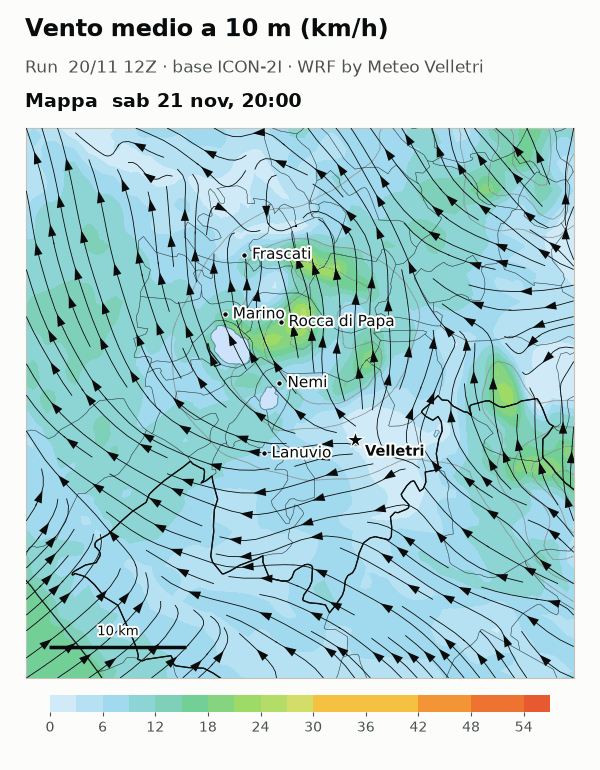 Vento medio a 10 m (km/h)
Run  20/11 12Z · base ICON-2I · WRF by Meteo Velletri
Mappa  sab 21 nov, 20:00
Frascati
Marino
Rocca di Papa
Nemi
Velletri
Lanuvio
10 km
0 6 12 18 24 30 36 42 48 54